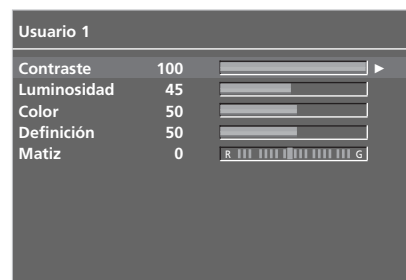 Usuario 1
Contraste 100
Luminosidad 45
Color 50
Definición 50
Matiz 0 R G